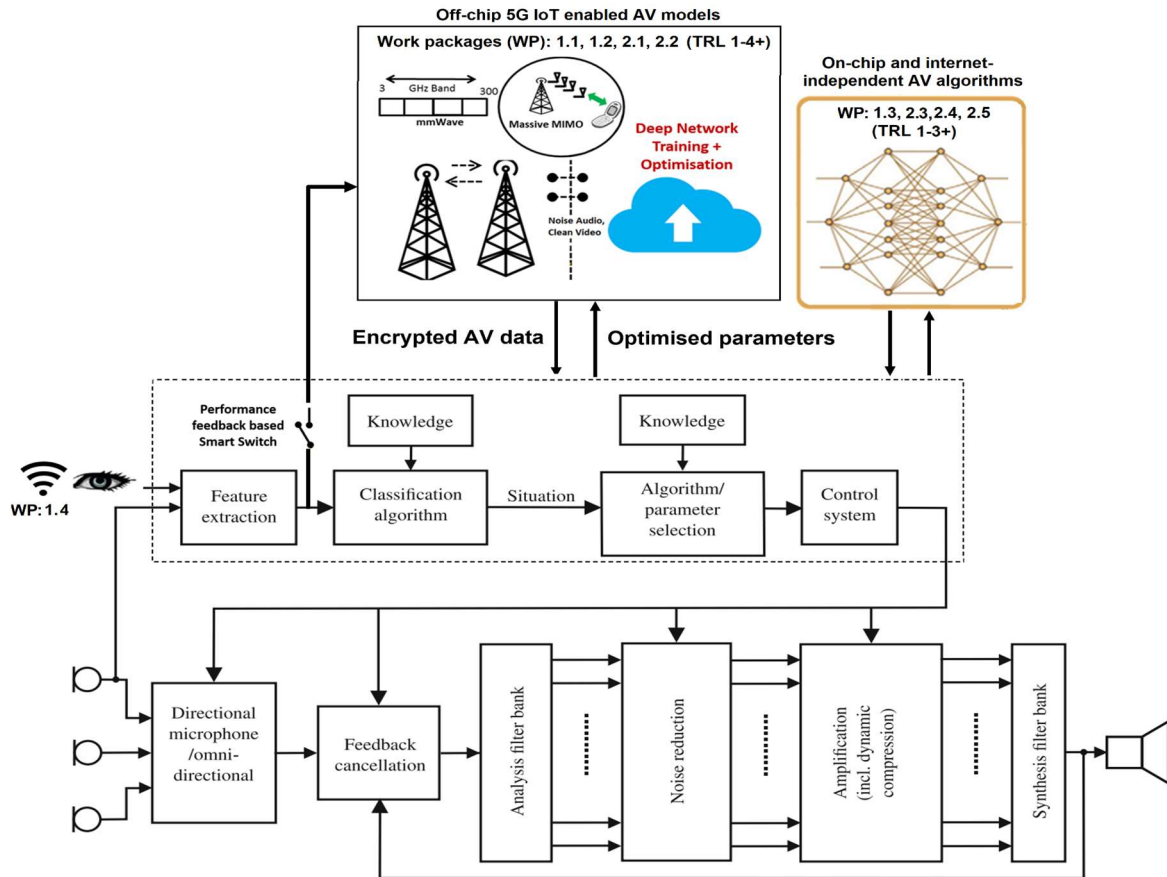 Off-chip 5G IoT enabled AV models
Work packages (WP): 1.1, 1.2, 2.1, 2.2 (TRL 1-4+)
3
GHz Band
300
mmWave
Massive MIMO
Deep Network
Training +
Optimisation
Noise Audio,
Clean Video
On-chip and internet-
independent AV algorithms
WP: 1.3, 2.3,2.4, 2.5
(TRL 1-3+)
Encrypted AV data
Optimised parameters
Performance
feedback based
Smart Switch
Knowledge
Knowledge
WP: 1.4
Feature
extraction
Classification
algorithm
Situation
Algorithm/
parameter
selection
Control
system
Directional
microphone
/omni-
directional
Feedback
cancellation
Analysis filter bank
Noise reduction
Amplification
(incl. dynamic
compression)
Synthesis filter bank